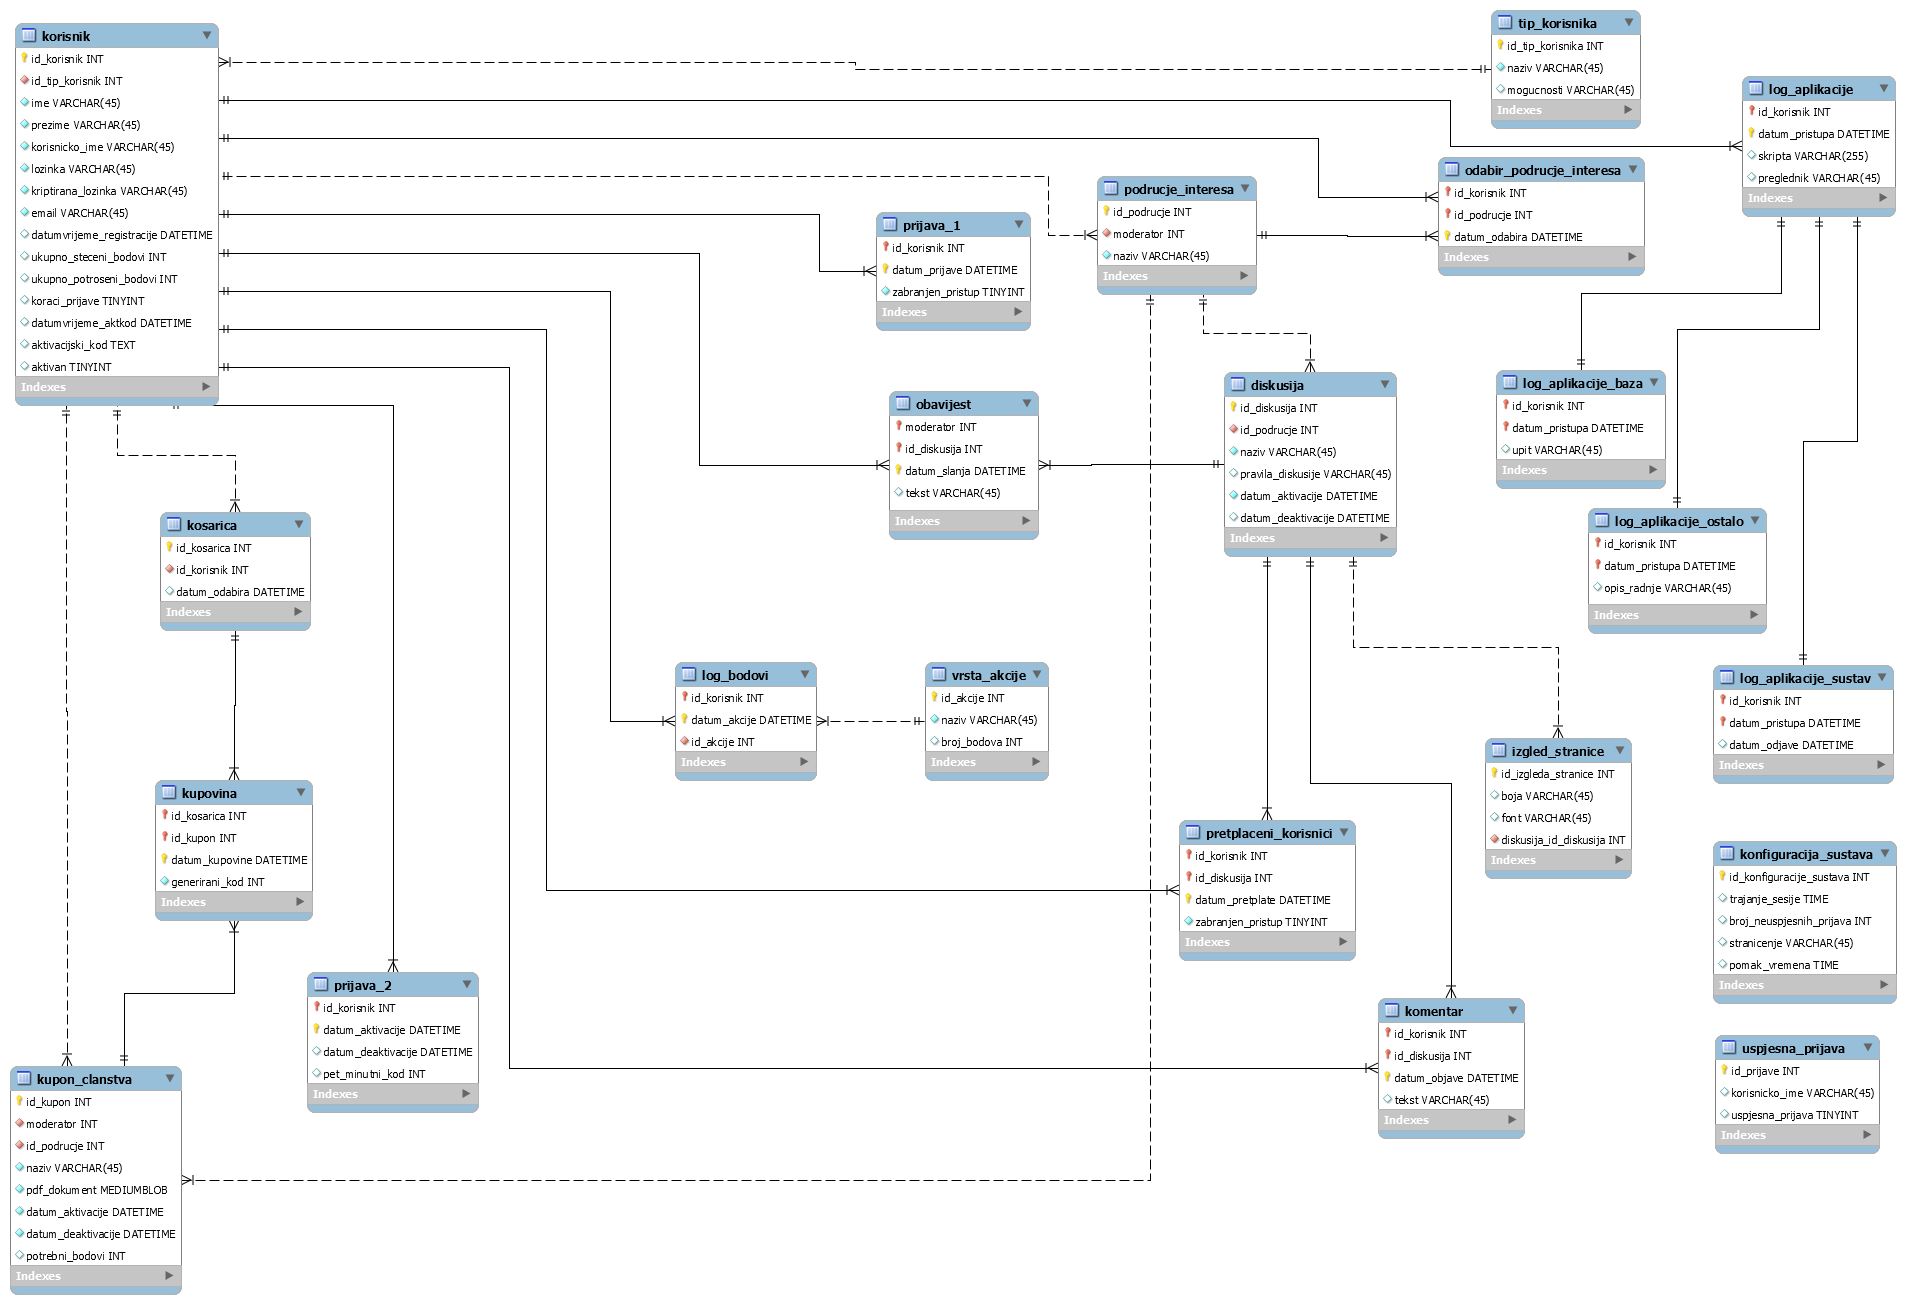 korisnik
id_korisnik INT
id_tip_korisnik INT
ime VARCHAR(45)
prezime VARCHAR(45)
korisnicko_ime VARCHAR(45)
lozinka VARCHAR(45)
kriptirana_lozinka VARCHAR(45)
email VARCHAR(45)
datumvrijeme_registracije DATETIME
ukupno_steceni_bodovi INT
ukupno_potroseni_bodovi INT
koraci_prijave TINYINT
datumvrijeme_aktkod DATETIME
aktivacijski_kod TEXT
aktivan TINYINT
Indexes
tip_korisnika
id_tip_korisnika INT
naziv VARCHAR(45)
mogucnosti VARCHAR(45)
Indexes
log_aplikacije
id_korisnik INT
datum_pristupa DATETIME
skripta VARCHAR(255)
preglednik VARCHAR(45)
Indexes
odabir_podrucje_interesa
id_korisnik INT
id_podrucje INT
datum_odabira DATETIME
Indexes
podrucje_interesa
id_podrucje INT
moderator INT
naziv VARCHAR(45)
Indexes
prijava_1
id_korisnik INT
datum_prijave DATETIME
zabranjen_pristup TINYINT
Indexes
obavijest
moderator INT
id_diskusija INT
datum_slanja DATETIME
tekst VARCHAR(45)
Indexes
diskusija
id_diskusija INT
id_podrucje INT
naziv VARCHAR(45)
pravila_diskusije VARCHAR(45)
datum_aktivacije DATETIME
datum_deaktivacije DATETIME
Indexes
log_aplikacije_baza
id_korisnik INT
datum_pristupa DATETIME
upit VARCHAR(45)
Indexes
log_aplikacije_ostalo
id_korisnik INT
datum_pristupa DATETIME
opis_radnje VARCHAR(45)
Indexes
log_aplikacije_sustav
id_korisnik INT
datum_pristupa DATETIME
datum_odjave DATETIME
Indexes
kosarica
id_kosarica INT
id_korisnik INT
datum_odabira DATETIME
Indexes
log_bodovi
id_korisnik INT
datum_akcije DATETIME
id_akcije INT
Indexes
vrsta_akcije
id_akcije INT
naziv VARCHAR(45)
broj_bodova INT
Indexes
izgled_stranice
id_izgleda_stranice INT
boja VARCHAR(45)
font VARCHAR(45)
diskusija_id_diskusija INT
Indexes
kupovina
id_kosarica INT
id_kupon INT
datum_kupovine DATETIME
generirani_kod INT
Indexes
pretplaceni_korisnici
id_korisnik INT
id_diskusija INT
datum_pretplate DATETIME
zabranjen_pristup TINYINT
Indexes
konfiguracija_sustava
id_konfiguracije_sustava INT
trajanje_sesije TIME
broj_neuspjesnih_prijava INT
stranicenje VARCHAR(45)
pomak_vremena TIME
Indexes
prijava_2
id_korisnik INT
datum_aktivacije DATETIME
datum_deaktivacije DATETIME
pet_minutni_kod INT
Indexes
komentar
id_korisnik INT
id_diskusija INT
datum_objave DATETIME
tekst VARCHAR(45)
Indexes
uspjesna_prijava
id_prijave INT
korisnicko_ime VARCHAR(45)
uspjesna_prijava TINYINT
Indexes
kupon_clanstva
id_kupon INT
moderator INT
id_podrucje INT
naziv VARCHAR(45)
pdf_dokument MEDIUMBLOB
datum_aktivacije DATETIME
datum_deaktivacije DATETIME
potrebni_bodovi INT
Indexes